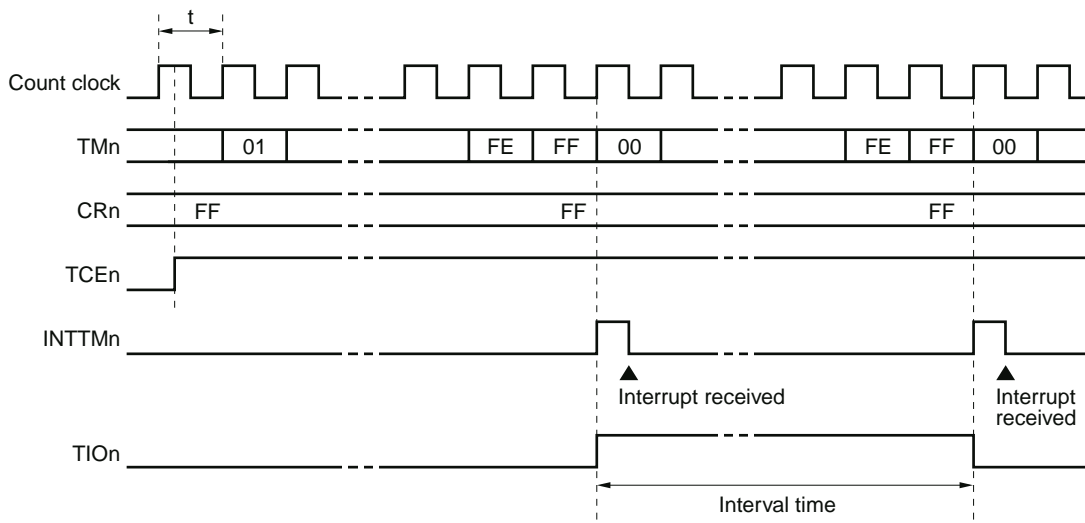 t
Count clock
TMn 01 FE FF 00 FE FF 00
CRn FF FF FF
TCEn
INTTMn
Interrupt received
Interrupt
received
TIOn
Interval time